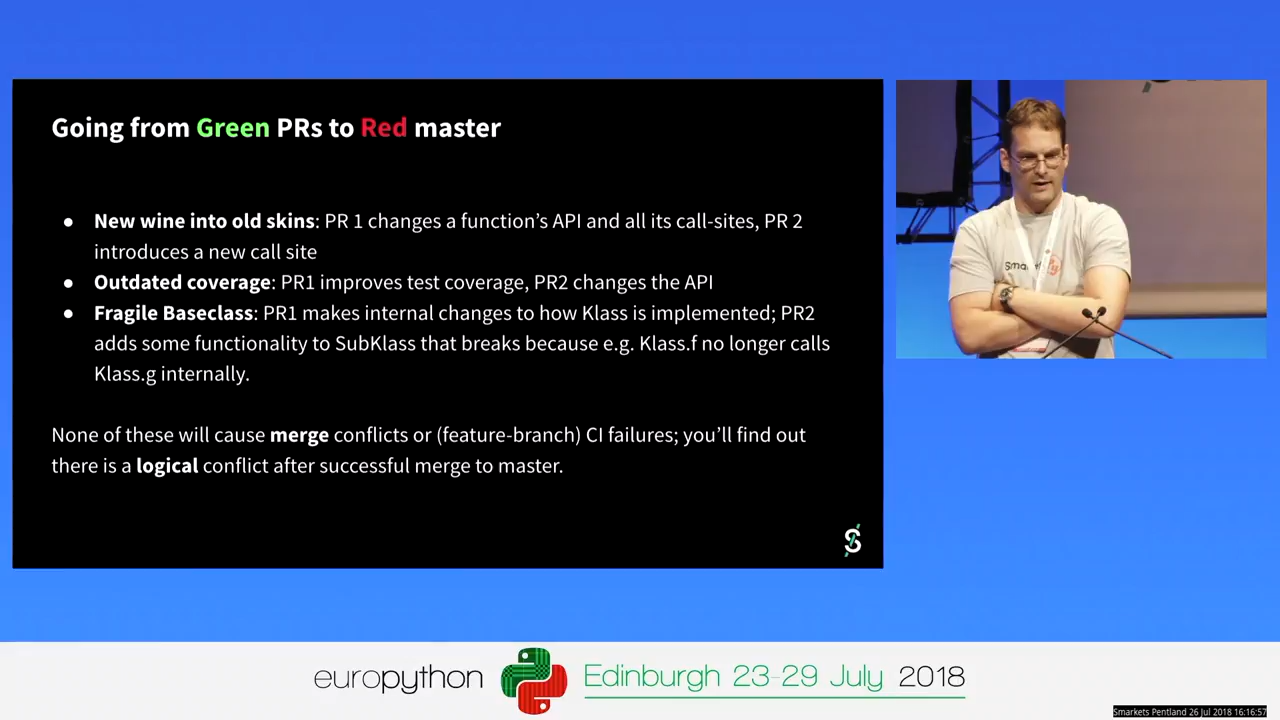 Going from Green PRs to Red master
● New wine into old skins: PR 1 changes a function's API and all its call-sites, PR 2
introduces a new call site
● Outdated coverage: PR1 improves test coverage, PR2 changes the API
● Fragile Baseclass: PR1 makes internal changes to how Klass is implemented; PR2
adds some functionality to SubKlass that breaks because e.g. Klass.f no longer calls
Klass.g internally.
None of these will cause merge conflicts or (feature-branch) CI failures; you'll find out
there is a logical conflict after successful merge to master.
S
europython Edinburgh 23-29 July 2018
Smarkets Pentland 26 Jul 2018 16:16:57